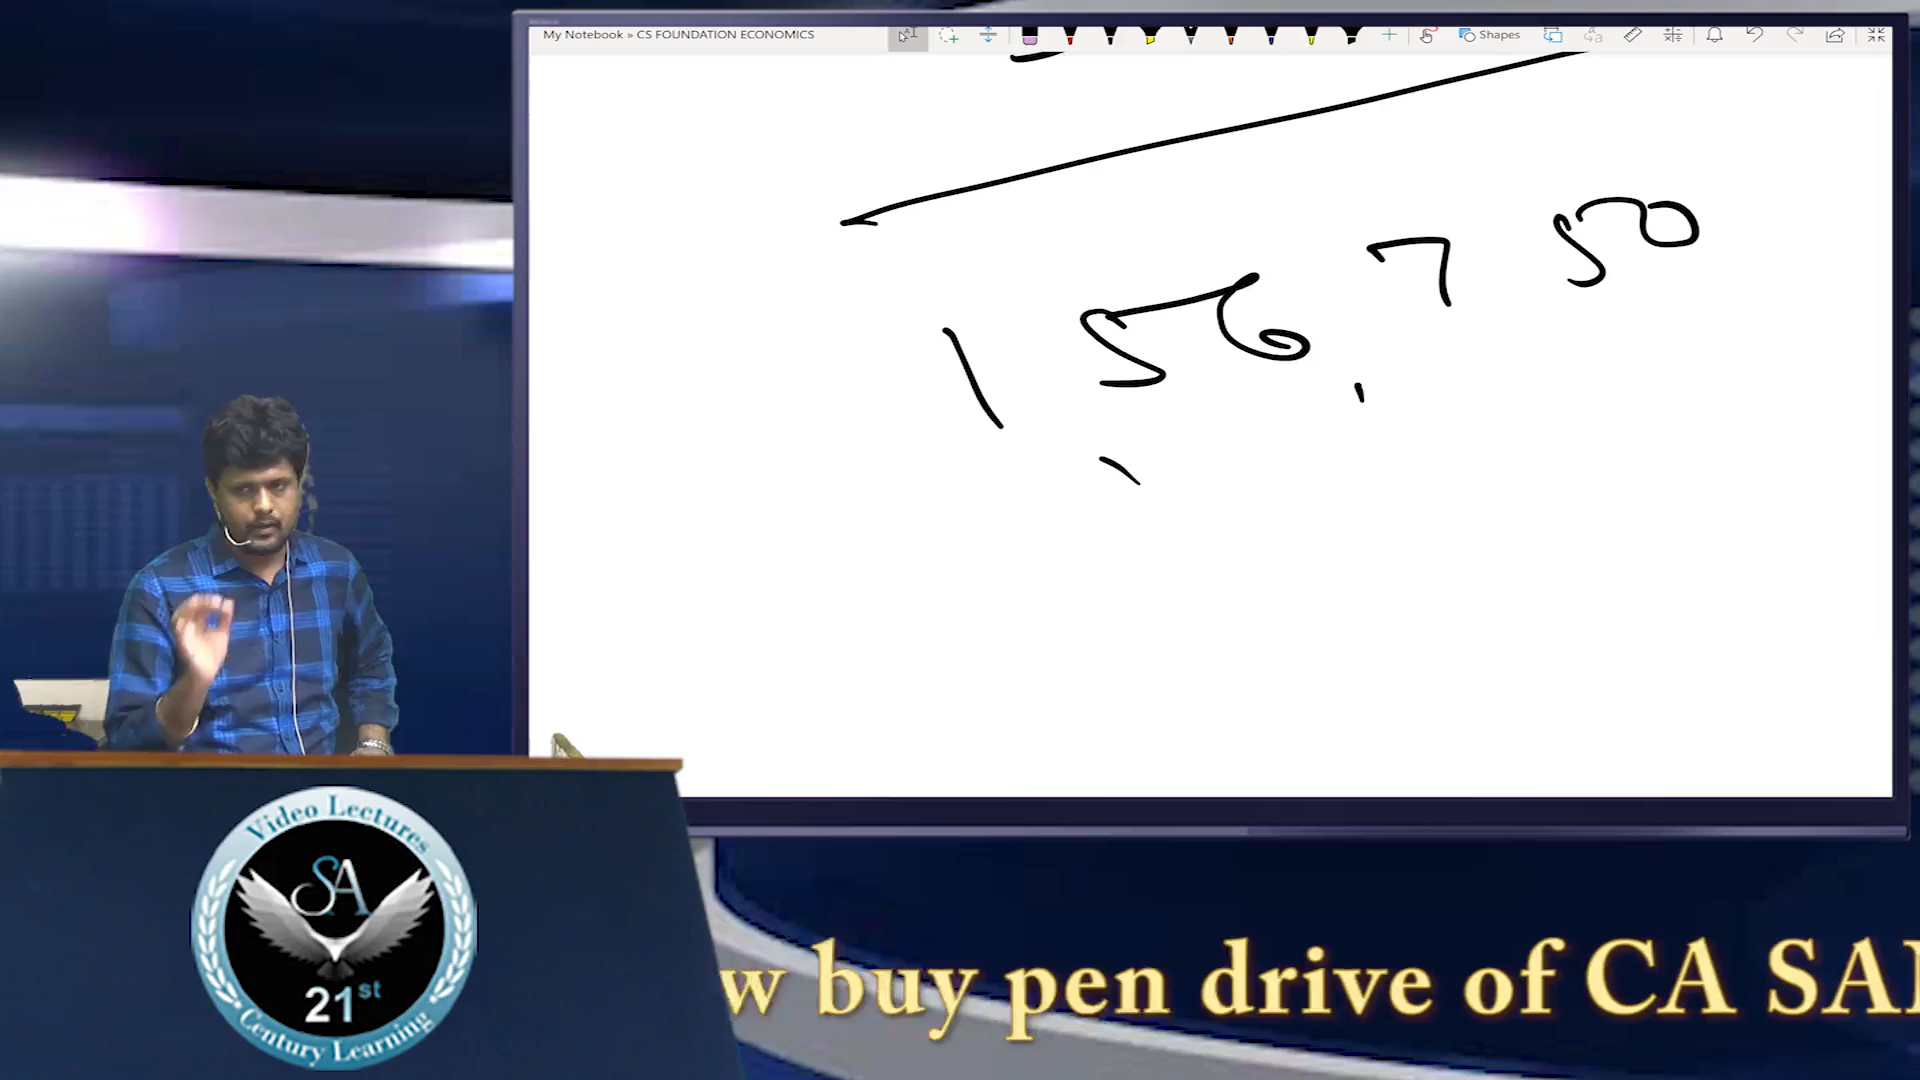 My Notebook » CS FOUNDATION ECONOMICS
Shapes
1 56, 7 50
Video Lectures
SA
21st
Century Learning
w buy pen drive of CA SA